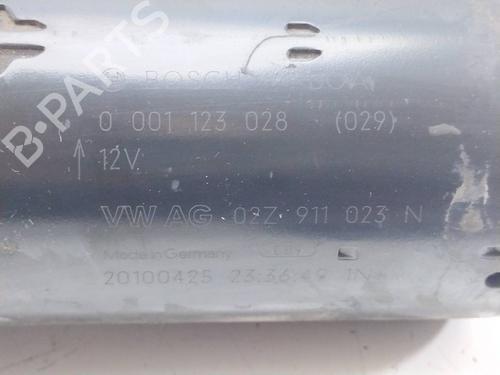 B-PARTS
BOSCH
0 001 123 028 (029)
12V
VW AG 02Z 911 023 N
Made in Germany
20100425 23:36:49